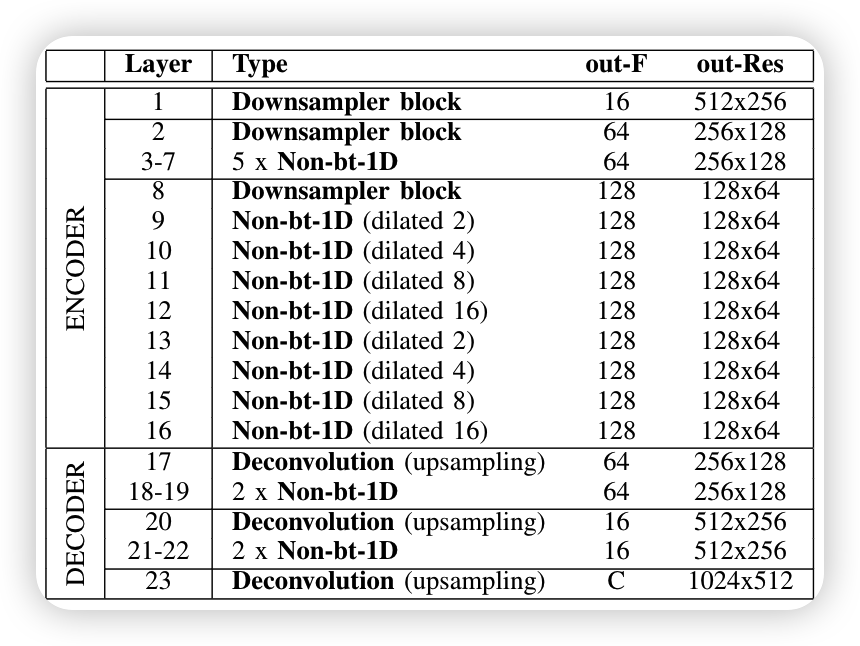 Layer Type out-F out-Res
ENCODER
1 Downsampler block 16 512x256
2 Downsampler block 64 256x128
3-7 5 x Non-bt-1D 64 256x128
8 Downsampler block 128 128x64
9 Non-bt-1D (dilated 2) 128 128x64
10 Non-bt-1D (dilated 4) 128 128x64
11 Non-bt-1D (dilated 8) 128 128x64
12 Non-bt-1D (dilated 16) 128 128x64
13 Non-bt-1D (dilated 2) 128 128x64
14 Non-bt-1D (dilated 4) 128 128x64
15 Non-bt-1D (dilated 8) 128 128x64
16 Non-bt-1D (dilated 16) 128 128x64
DECODER
17 Deconvolution (upsampling) 64 256x128
18-19 2 x Non-bt-1D 64 256x128
20 Deconvolution (upsampling) 16 512x256
21-22 2 x Non-bt-1D 16 512x256
23 Deconvolution (upsampling) C 1024x512